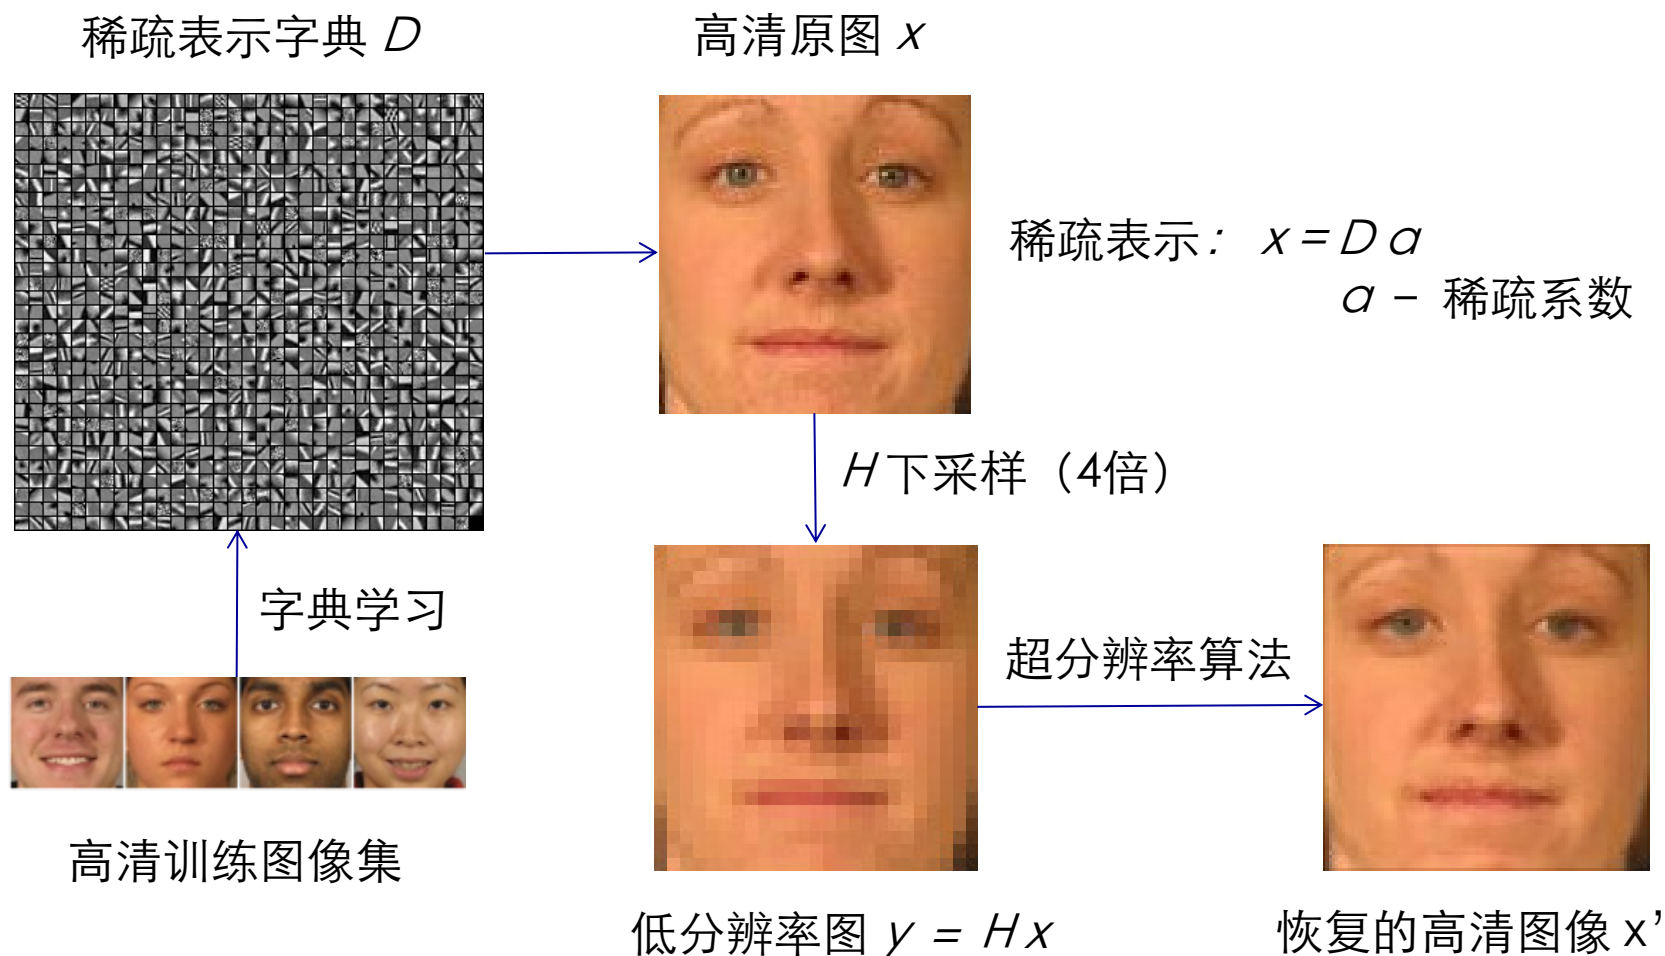 稀疏表示字典 D
高清原图 x
稀疏表示： x = D α
α － 稀疏系数
H 下采样（4倍）
字典学习
超分辨率算法
高清训练图像集
低分辨率图 y = H x
恢复的高清图像 x’